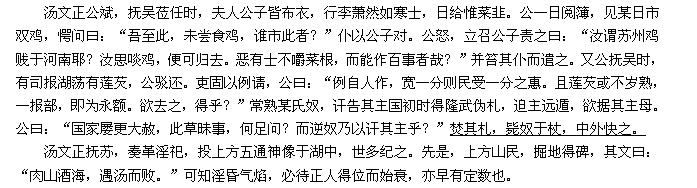 汤文正公斌，抚吴莅任时，夫人公子皆布衣，行李萧然如寒士，日给惟菜韭。公一日阅簿，见某日市
双鸡，愕问曰：“吾至此，未尝食鸡，谁市此者？”仆以公子对。公怒，立召公子责之曰：“汝谓苏州鸡
贱于河南耶？汝思啖鸡，便可归去。恶有士不嚼菜根，而能作百事者哉？”并笞其仆而遣之。又公抚吴时，
有司报湖荡有莲芡，公驳还。吏固以例请，公曰：“例自人作，宽一分则民受一分之惠。且莲芡或不岁熟，
一报部，即为永额。欲去之，得乎？”常熟某氏奴，讦告其主国初时得隆武伪札，迫主远遁，欲据其主母。
公曰：“国家屡更大赦，此草昧事，何足问？而逆奴乃以讦其主乎？”焚其札，毙奴于杖，中外快之。
汤文正抚苏，奏革淫祀，投上方五通神像于湖中，世多纪之。先是，上方山民，掘地得碑，其文曰：
“肉山酒海，遇汤而败。”可知淫昏气焰，必待正人得位而始衰，亦早有定数也。